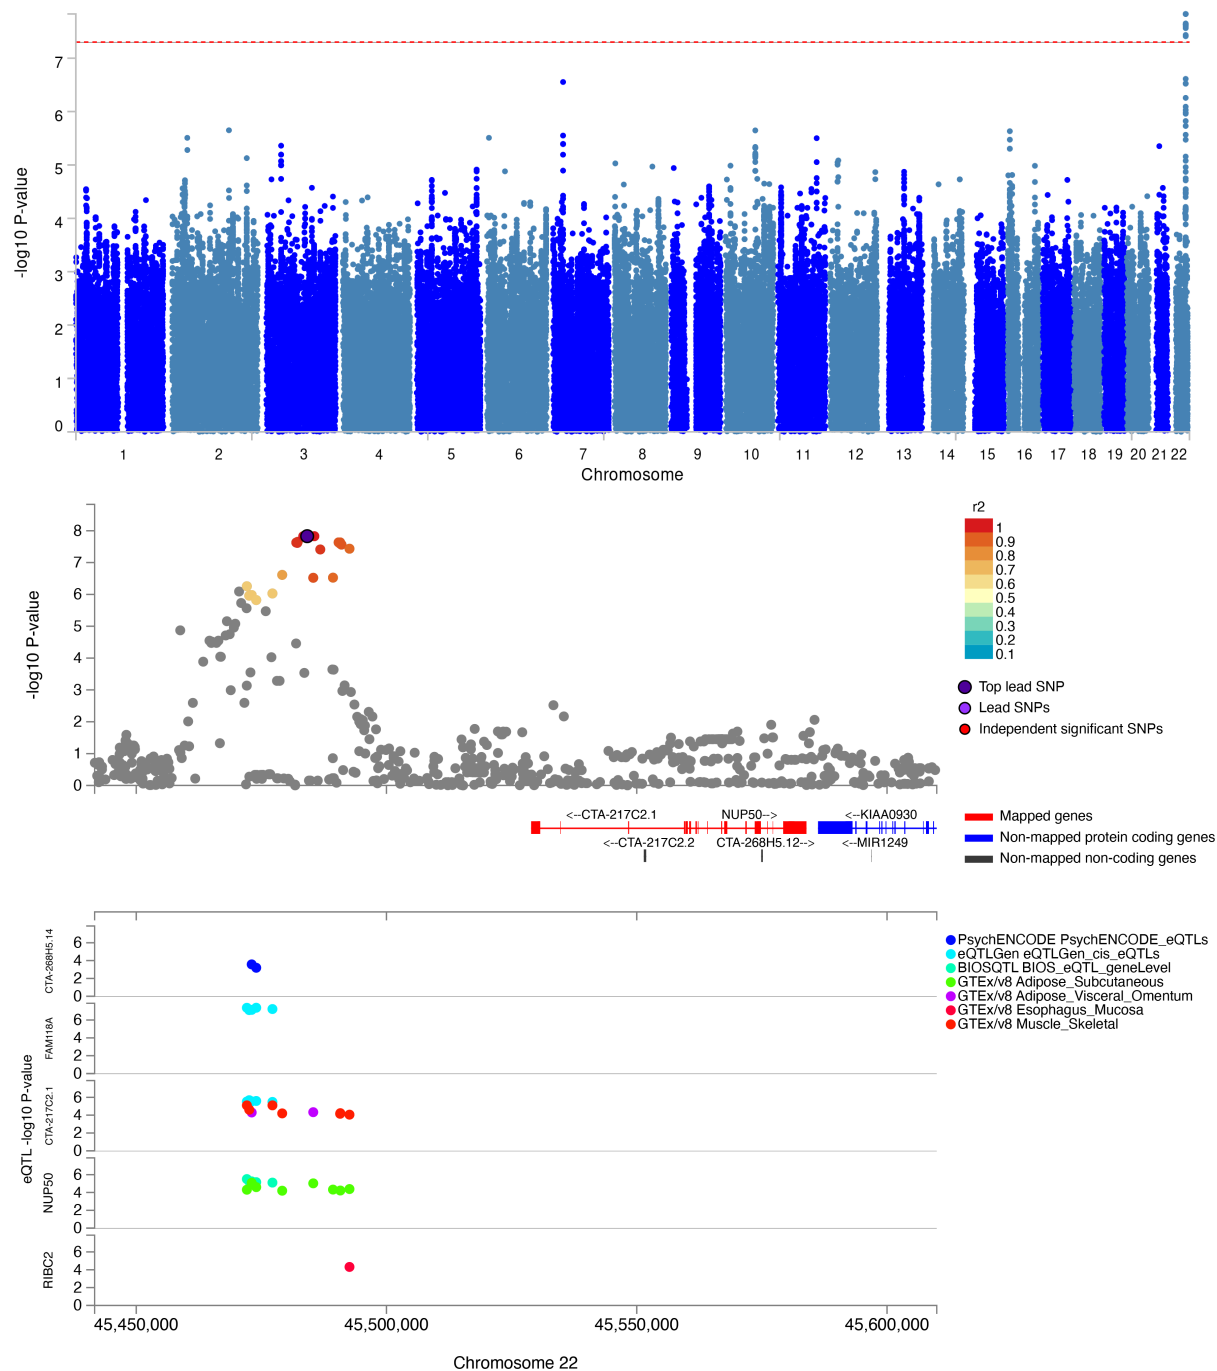 -log10 P-value
7
6
5
4
3
2
1
0
1 2 3 4 5 6 7 8 9 10 11 12 13 14 15 16 17 18 19 20 21 22
Chromosome
-log10 P-value
8
7
6
5
4
3
2
1
0
r2
1
0.9
0.8
0.7
0.6
0.5
0.4
0.3
0.2
0.1
Top lead SNP
Lead SNPs
Independent significant SNPs
<--CTA-217C2.1 NUP50--> <--KIAA0930
<--CTA-217C2.2 CTA-268H5.12--> <--MIR1249
Mapped genes
Non-mapped protein coding genes
Non-mapped non-coding genes
eQTL -log10 P-value
CTA-268H5.14
6
4
2
0
FAM118A
6
4
2
0
CTA-217C2.1
6
4
2
0
NUP50
6
4
2
0
RIBC2
6
4
2
0
PsychENCODE PsychENCODE_eQTLs
eQTLGen eQTLGen_cis_eQTLs
BIOSQTL BIOS_eQTL_geneLevel
GTEx/v8 Adipose_Subcutaneous
GTEx/v8 Adipose_Visceral_Omentum
GTEx/v8 Esophagus_Mucosa
GTEx/v8 Muscle_Skeletal
45,450,000 45,500,000 45,550,000 45,600,000
Chromosome 22